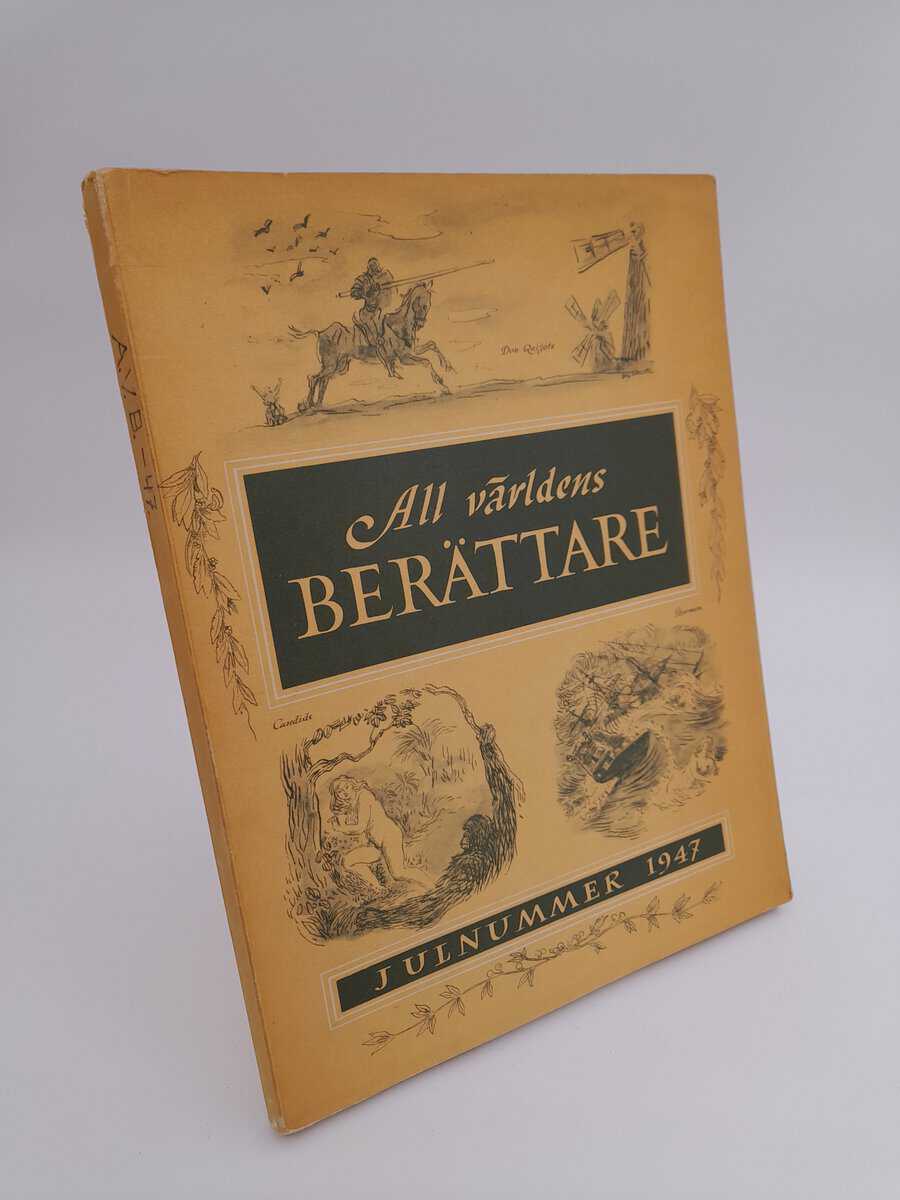 A.V.B. - 47
Don Quijote
All världens
BERÄTTARE
Candide
JULNUMMER 1947